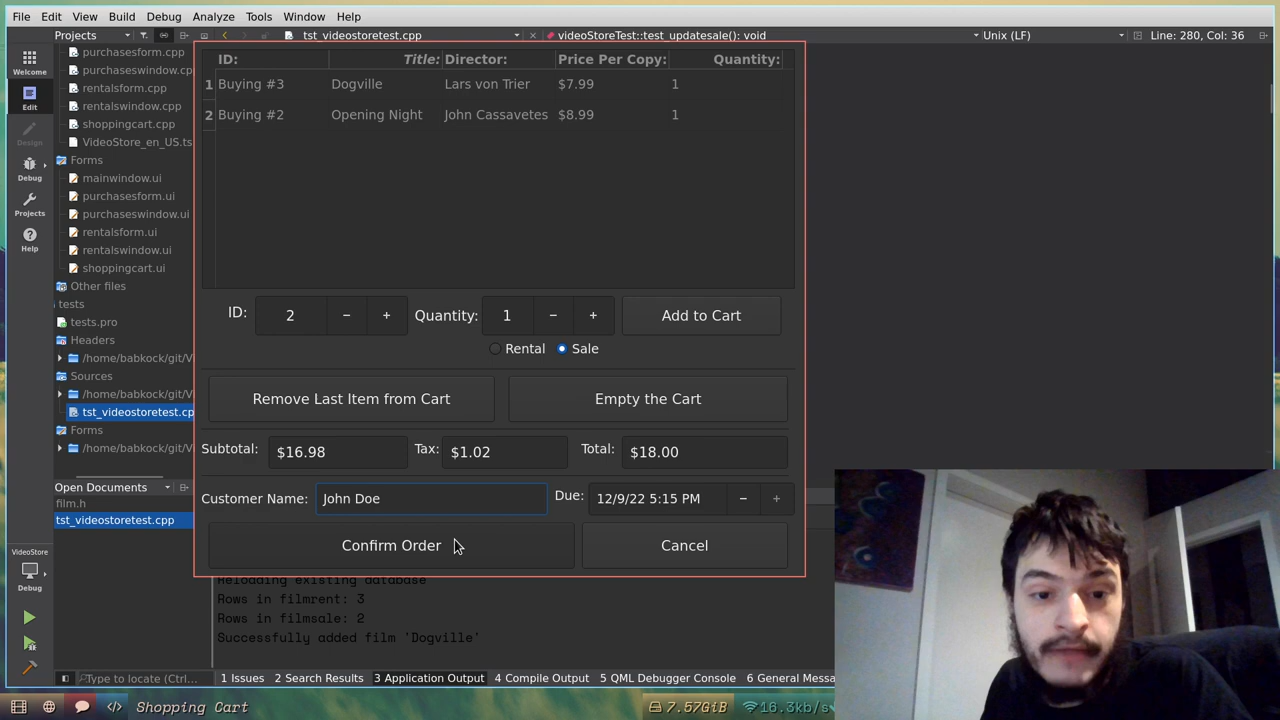 File Edit View Build Debug Analyze Tools Window Help
Projects
tst_videostoretest.cpp
videoStoreTest::test_updatesale(): void
Unix (LF)
Line: 280, Col: 36
Welcome
Edit
Design
Debug
Projects
Help
purchasesform.cpp
purchaseswindow.cp
rentalsform.cpp
rentalswindow.cpp
shoppingcart.cpp
VideoStore_en_US.ts
Forms
mainwindow.ui
purchasesform.ui
purchaseswindow.ui
rentalsform.ui
rentalswindow.ui
shoppingcart.ui
Other files
tests
tests.pro
Headers
/home/babkock/git/V
Sources
/home/babkock/git/V
tst_videostoretest.cp
Forms
/home/babkock/git/V
Open Documents
film.h
tst_videostoretest.cpp
VideoStore
Debug
ID: Title: Director: Price Per Copy: Quantity:
1 Buying #3 Dogville Lars von Trier $7.99 1
2 Buying #2 Opening Night John Cassavetes $8.99 1
ID: 2 − + Quantity: 1 − + Add to Cart
Rental Sale
Remove Last Item from Cart Empty the Cart
Subtotal: $16.98 Tax: $1.02 Total: $18.00
Customer Name: John Doe Due: 12/9/22 5:15 PM − +
Confirm Order Cancel
Reloading existing database
Rows in filmrent: 3
Rows in filmsale: 2
Successfully added film 'Dogville'
Type to locate (Ctrl...
1 Issues 2 Search Results 3 Application Output 4 Compile Output 5 QML Debugger Console 6 General Messa
Shopping Cart
7.57GiB
16.3kb/s